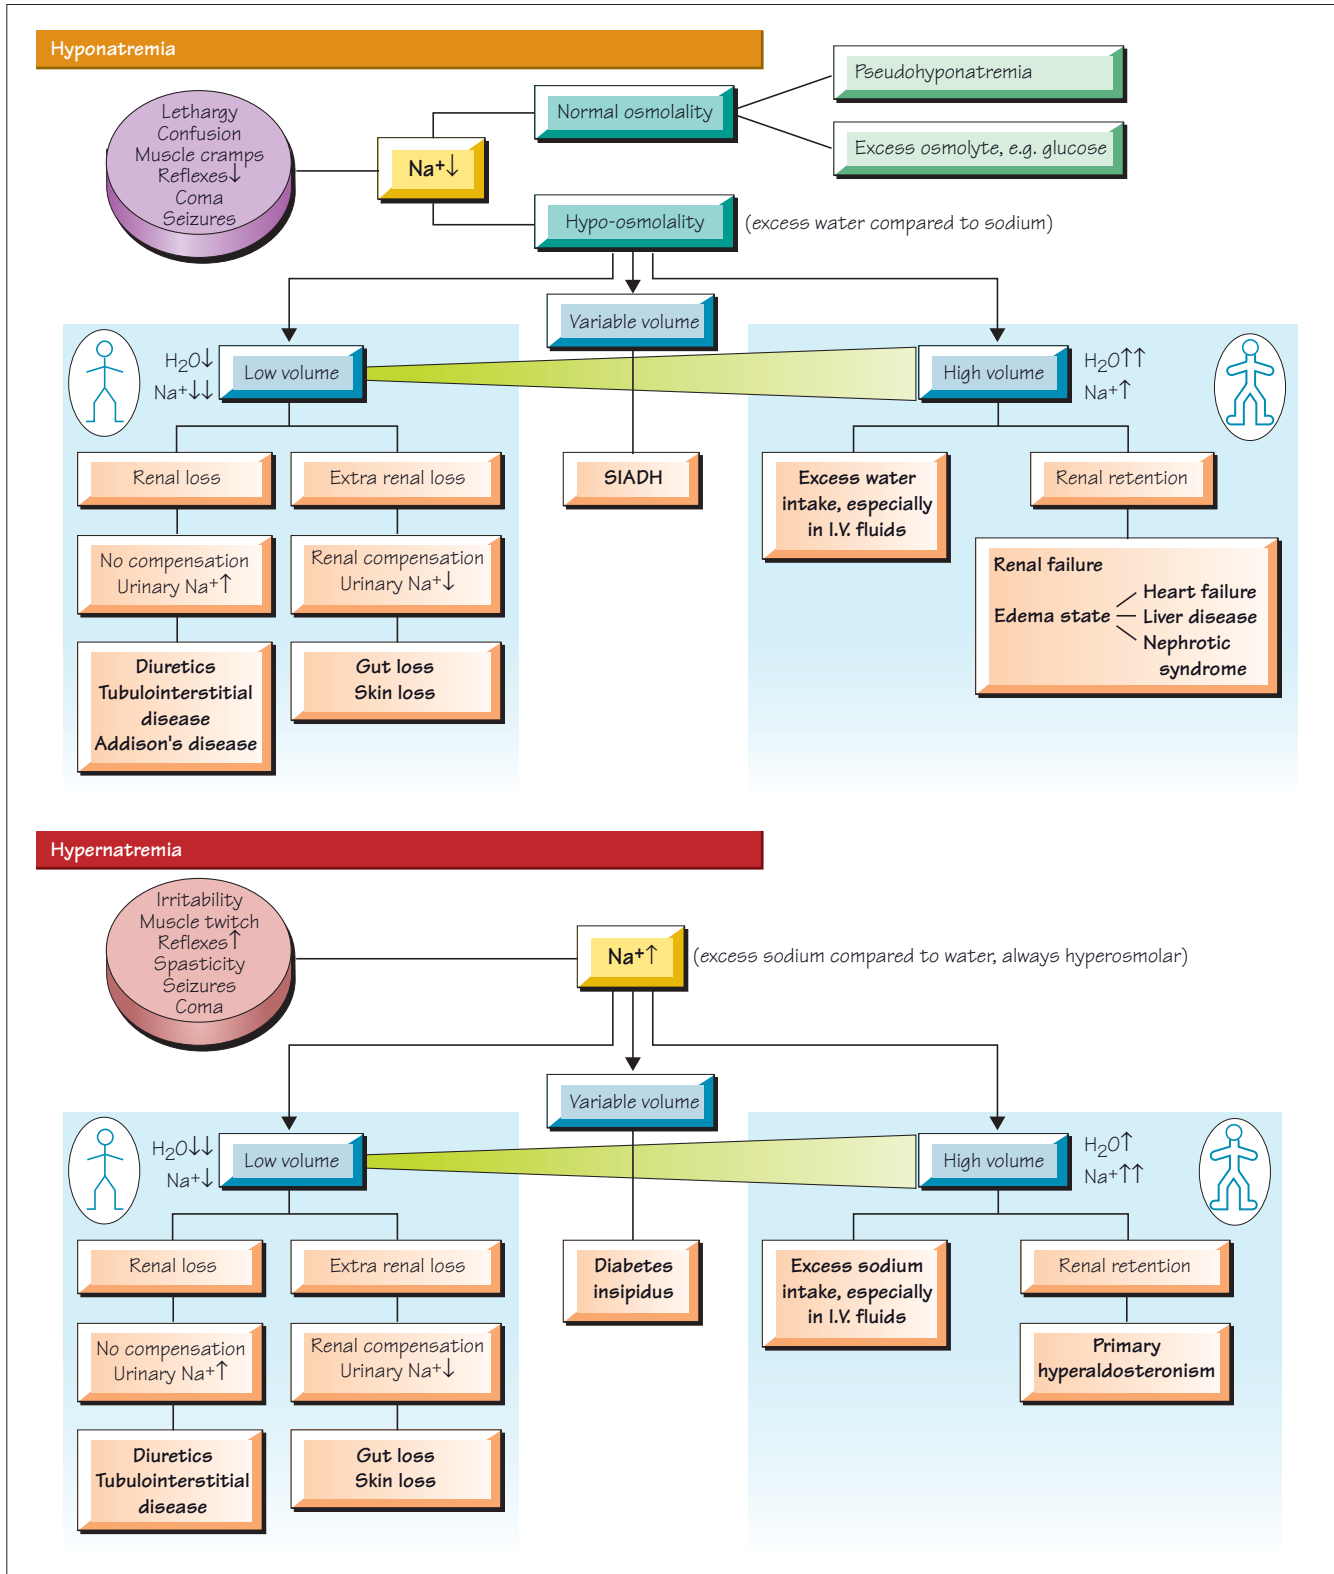 Hyponatremia
Lethargy
Confusion
Muscle cramps
Reflexes↓
Coma
Seizures
Na⁺↓
Normal osmolality
Pseudohyponatremia
Excess osmolyte, e.g. glucose
Hypo-osmolality
(excess water compared to sodium)
Variable volume
H₂O↓
Na⁺↓↓
Low volume
High volume
H₂O↑↑
Na⁺↑
Renal loss
Extra renal loss
SIADH
Excess water
intake, especially
in I.V. fluids
Renal retention
No compensation
Urinary Na⁺↑
Renal compensation
Urinary Na⁺↓
Renal failure
Edema state
Heart failure
Liver disease
Nephrotic
syndrome
Diuretics
Tubulointerstitial
disease
Addison's disease
Gut loss
Skin loss
Hypernatremia
Irritability
Muscle twitch
Reflexes↑
Spasticity
Seizures
Coma
Na⁺↑
(excess sodium compared to water, always hyperosmolar)
Variable volume
H₂O↓↓
Na⁺↓
Low volume
High volume
H₂O↑
Na⁺↑↑
Renal loss
Extra renal loss
Diabetes
insipidus
Excess sodium
intake, especially
in I.V. fluids
Renal retention
No compensation
Urinary Na⁺↑
Renal compensation
Urinary Na⁺↓
Primary
hyperaldosteronism
Diuretics
Tubulointerstitial
disease
Gut loss
Skin loss